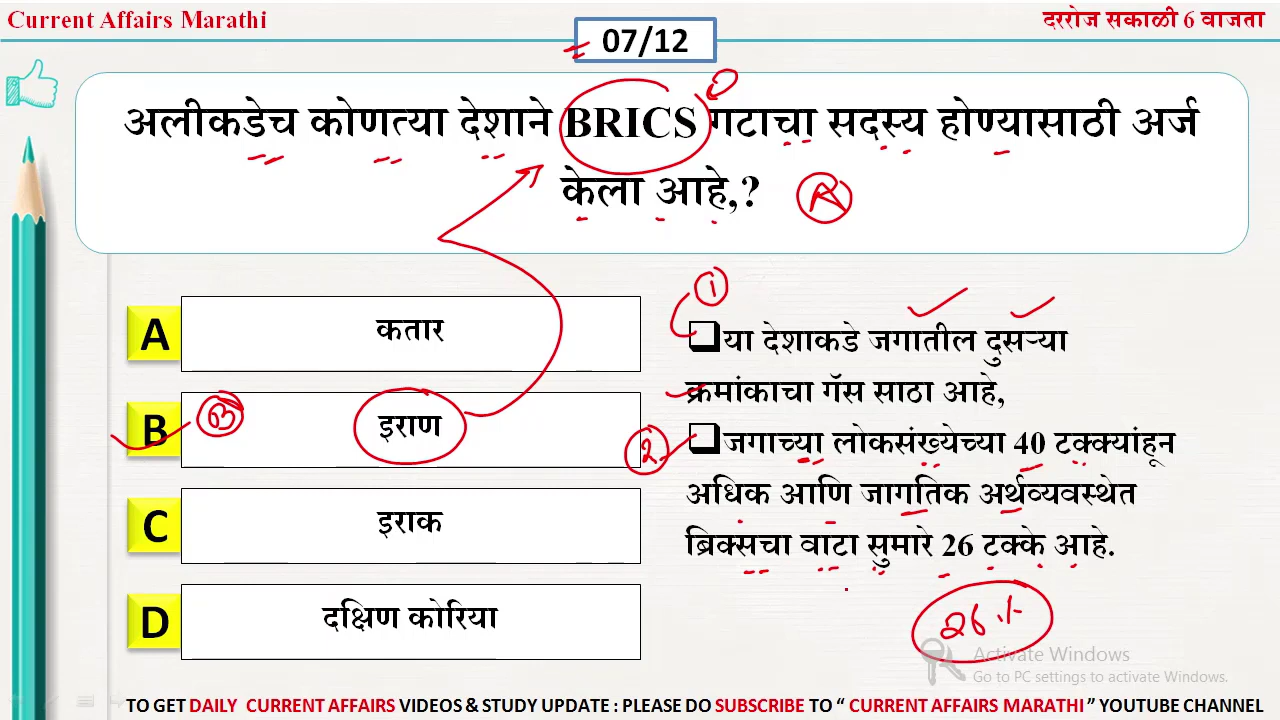 Current Affairs Marathi
दररोज सकाळी 6 वाजता
07/12
अलीकडेच कोणत्या देशाने BRICS गटाचा सदस्य होण्यासाठी अर्ज
केला आहे,?
A
A कतार
B इराण
B
C इराक
D दक्षिण कोरिया
1
या देशाकडे जगातील दुसऱ्या
क्रमांकाचा गॅस साठा आहे,
2
जगाच्या लोकसंख्येच्या 40 टक्क्यांहून
अधिक आणि जागतिक अर्थव्यवस्थेत
ब्रिक्सचा वाटा सुमारे 26 टक्के आहे.
26%
Activate Windows
Go to PC settings to activate Windows.
TO GET DAILY CURRENT AFFAIRS VIDEOS & STUDY UPDATE : PLEASE DO SUBSCRIBE TO “ CURRENT AFFAIRS MARATHI ” YOUTUBE CHANNEL